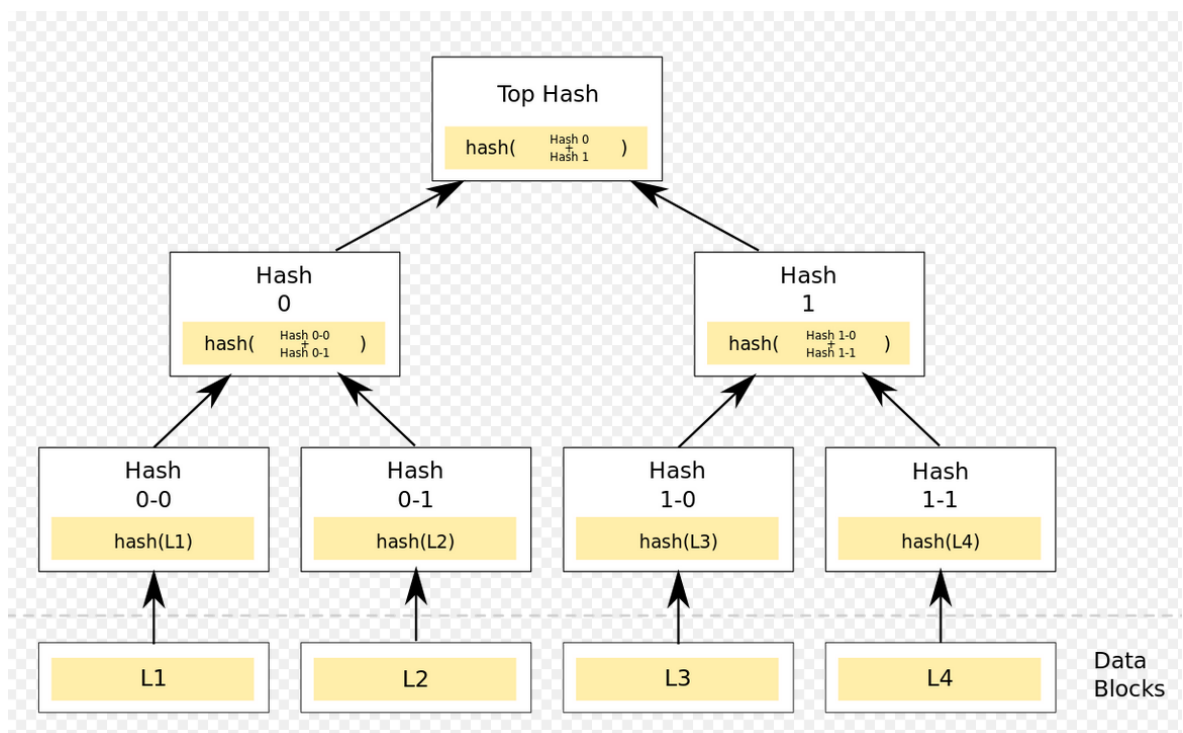 Top Hash
hash( Hash 0 + Hash 1 )
Hash
0
hash( Hash 0-0 + Hash 0-1 )
Hash
1
hash( Hash 1-0 + Hash 1-1 )
Hash
0-0
hash(L1)
Hash
0-1
hash(L2)
Hash
1-0
hash(L3)
Hash
1-1
hash(L4)
L1
L2
L3
L4
Data
Blocks